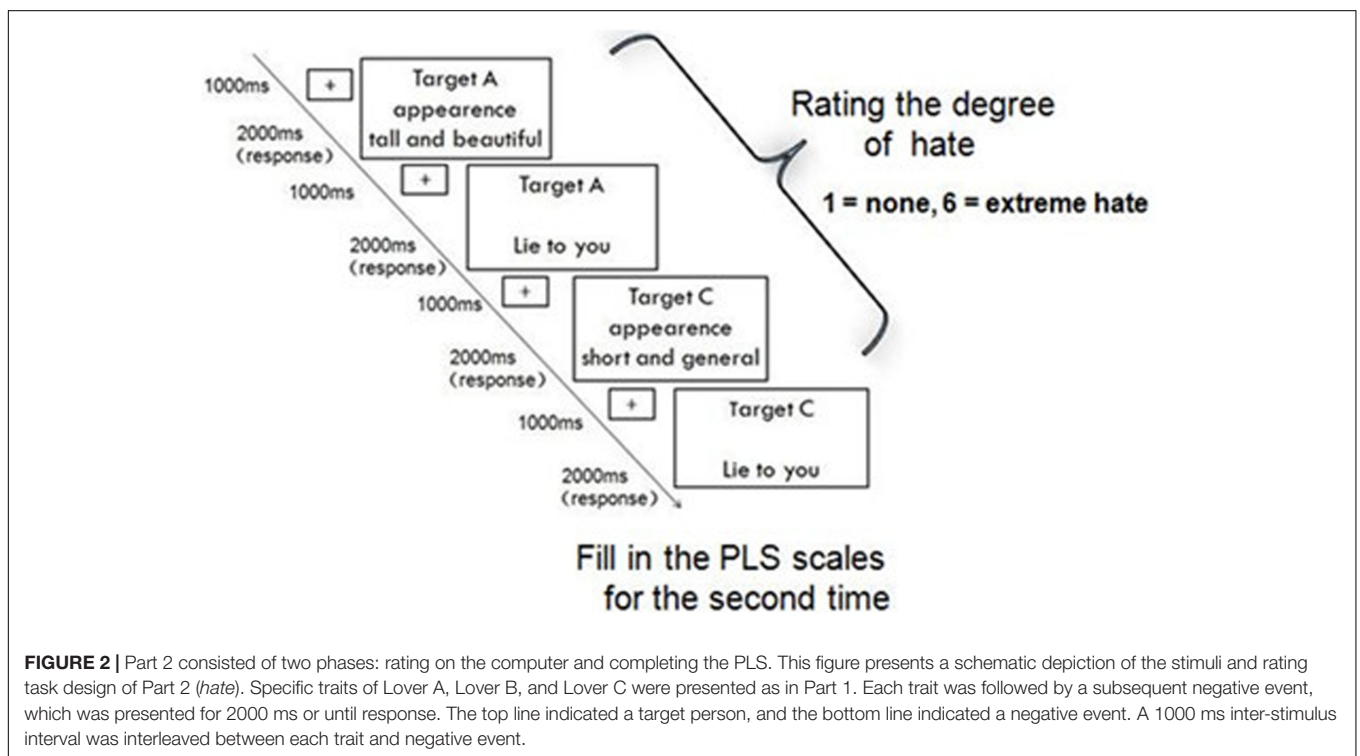 1000ms
+
Target A
appearence
tall and beautiful
2000ms
(response)
1000ms
+
Target A
Lie to you
2000ms
(response)
1000ms
+
Target C
appearence
short and general
2000ms
(response)
1000ms
+
Target C
Lie to you
2000ms
(response)
Rating the degree
of hate
1 = none, 6 = extreme hate
Fill in the PLS scales
for the second time
FIGURE 2 | Part 2 consisted of two phases: rating on the computer and completing the PLS. This figure presents a schematic depiction of the stimuli and rating
task design of Part 2 (hate). Specific traits of Lover A, Lover B, and Lover C were presented as in Part 1. Each trait was followed by a subsequent negative event,
which was presented for 2000 ms or until response. The top line indicated a target person, and the bottom line indicated a negative event. A 1000 ms inter-stimulus
interval was interleaved between each trait and negative event.